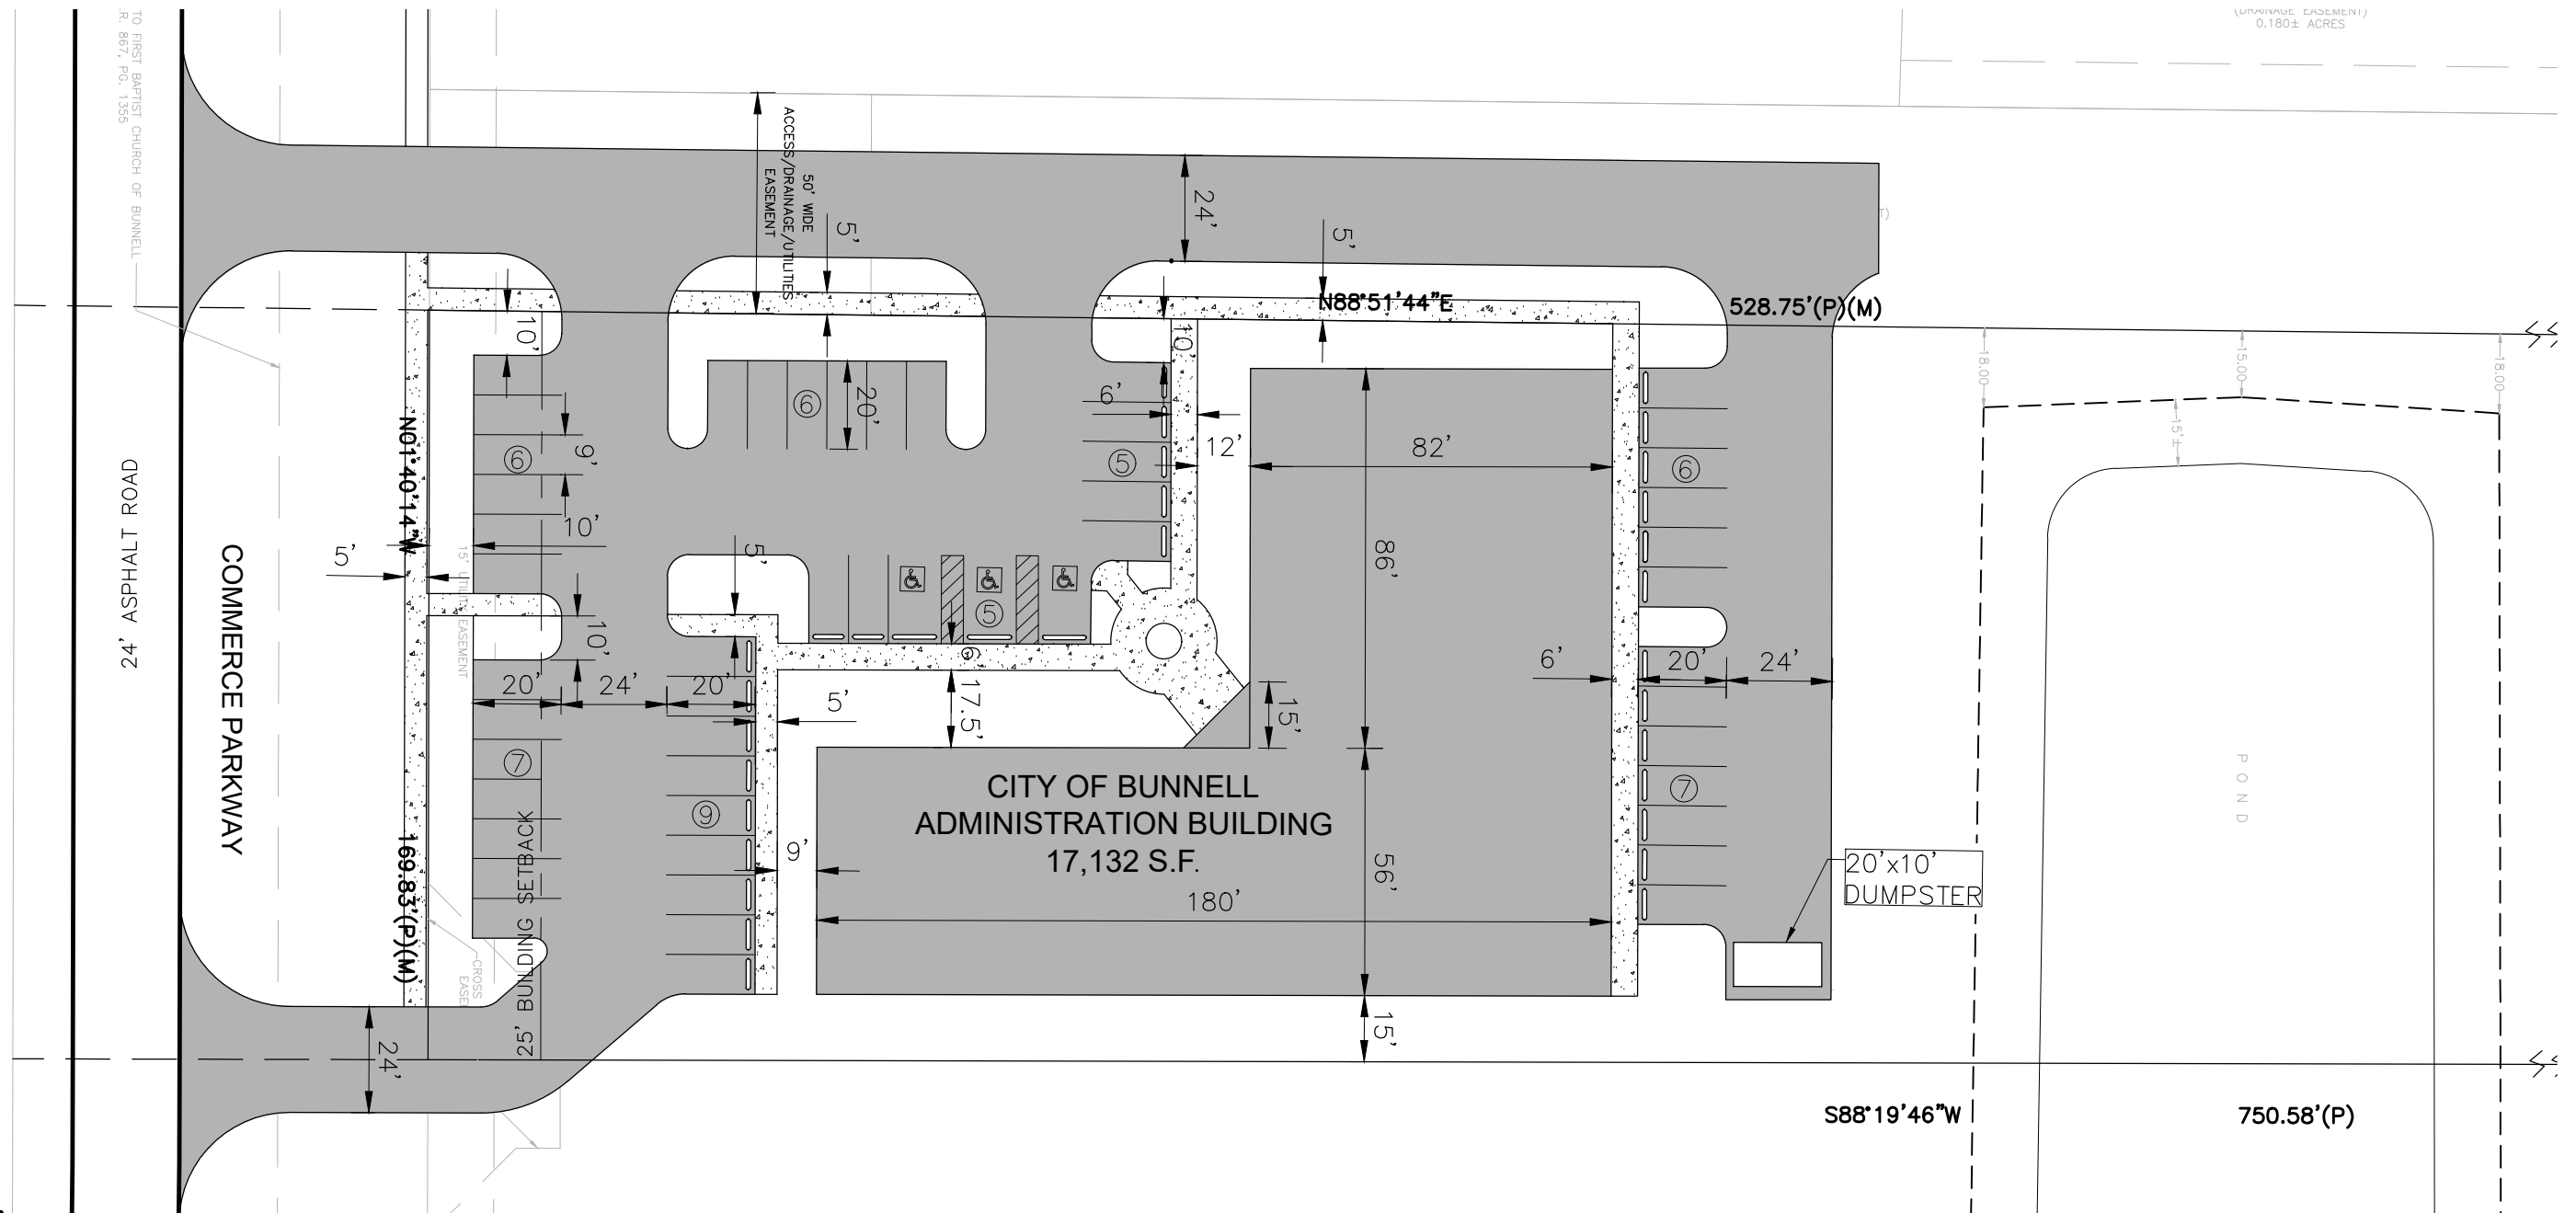 TO FIRST BAPTIST CHURCH OF BUNNELL
.R. 867, PG. 1355
(DRAINAGE EASEMENT)
0.180± ACRES
50' WIDE
ACCESS/DRAINAGE/UTILITIES
EASEMENT
5'
24'
5'
N88°51'44"E
528.75'(P)(M)
10'
10'
18.00
15.00
18.00
15'±
6
20'
6'
12'
82'
5
6
9'
6
N01°40'14"W
10'
5'
15' UTILITY EASEMENT
24' ASPHALT ROAD
COMMERCE PARKWAY
5'
86'
5
10'
6'
20'
24'
20'
5'
17.5'
15'
6'
20'
24'
7
9
7
9'
CITY OF BUNNELL
ADMINISTRATION BUILDING
17,132 S.F.
180'
56'
POND
20'x10'
DUMPSTER
169.83'(P)(M)
25' BUILDING SETBACK
CROSS
24'
15'
S88°19'46"W
750.58'(P)